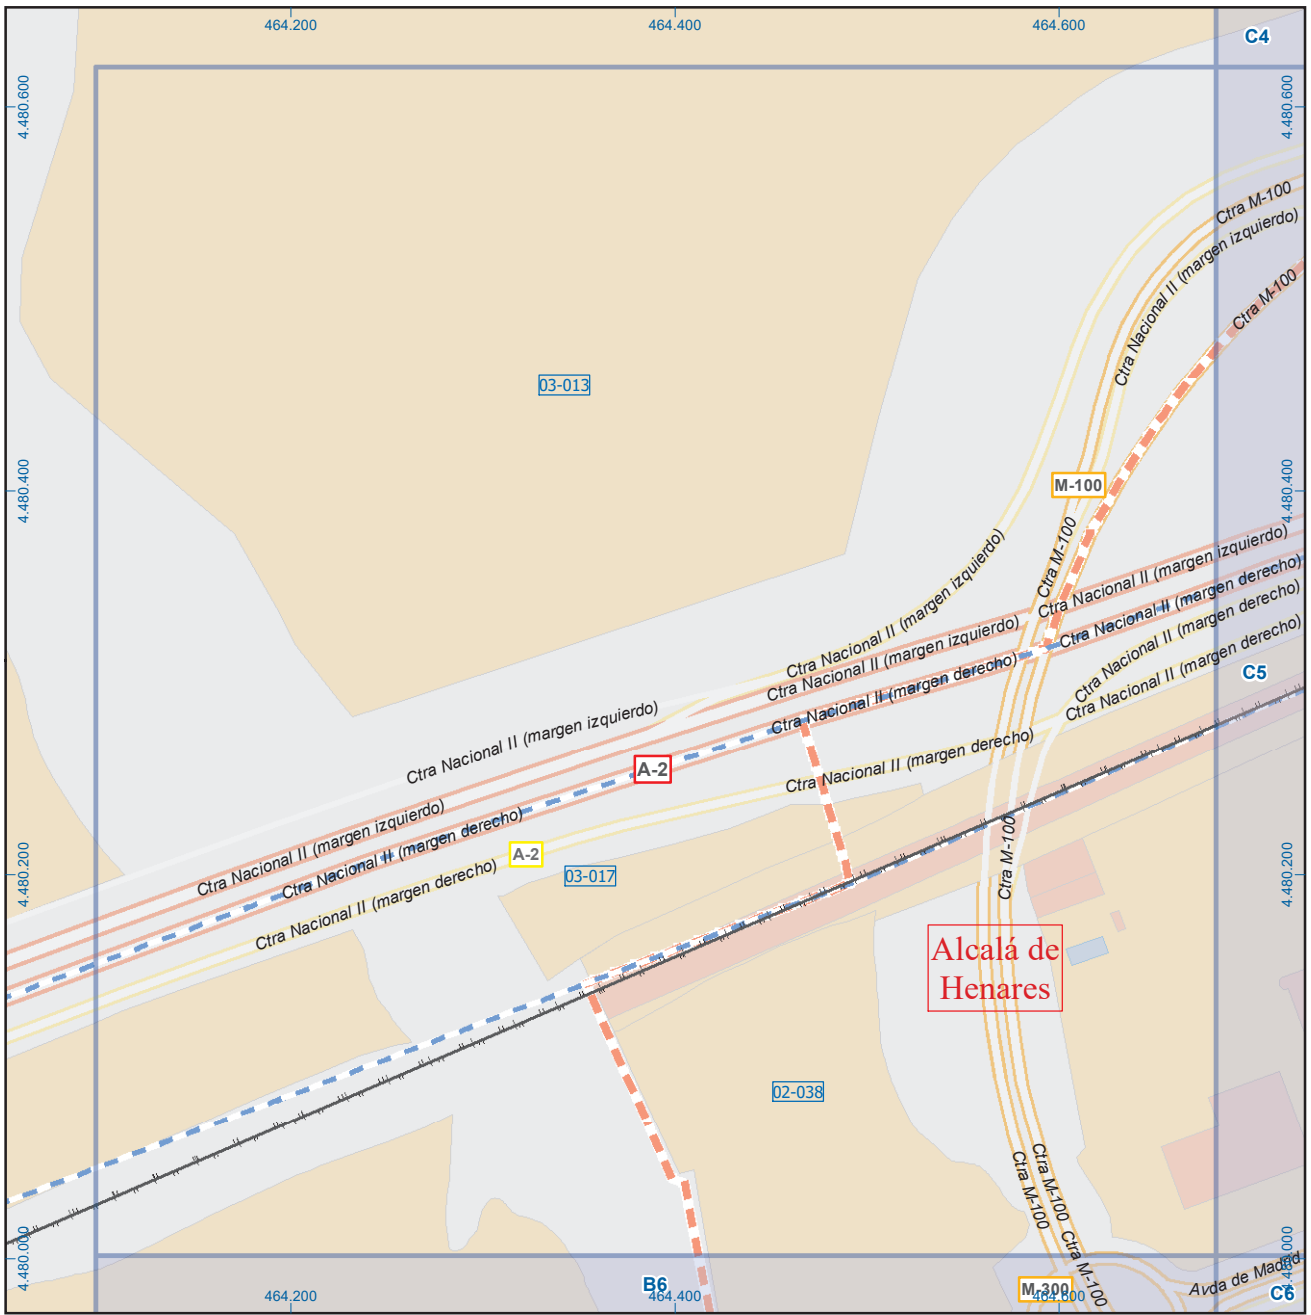 464.200
464.400
464.600
C4
4.480.600
4.480.600
Ctra M-100
Ctra Nacional II (margen izquierdo)
Ctra M-100
03-013
4.480.400
M-100
4.480.400
Ctra M-100
Ctra Nacional II (margen izquierdo)
Ctra Nacional II (margen izquierdo)
Ctra Nacional II (margen derecho)
Ctra Nacional II (margen izquierdo)
Ctra Nacional II (margen derecho)
Ctra Nacional II (margen derecho)
Ctra Nacional II (margen derecho)
C5
Ctra Nacional II (margen izquierdo)
Ctra Nacional II (margen izquierdo)
A-2
Ctra Nacional II (margen derecho)
Ctra Nacional II (margen izquierdo)
Ctra Nacional II (margen derecho)
A-2
Ctra Nacional II (margen derecho)
03-017
4.480.200
4.480.200
Ctra M-100
Alcalá de
Henares
02-038
Ctra M-100
Ctra M-100
Ctra M-100
4.480.000
4.480.000
Avda de Madrid
B6
M-300
C6
464.200
464.400
464.600